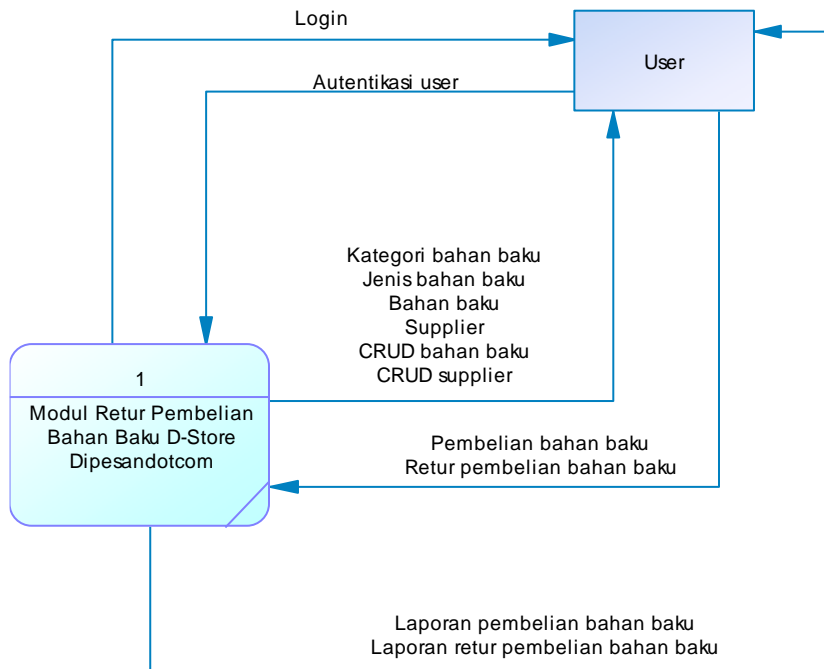 Login
User
Autentikasi user
Kategori bahan baku
Jenis bahan baku
Bahan baku
Supplier
CRUD bahan baku
CRUD supplier
1
Modul Retur Pembelian
Bahan Baku D-Store
Dipesandotcom
Pembelian bahan baku
Retur pembelian bahan baku
Laporan pembelian bahan baku
Laporan retur pembelian bahan baku